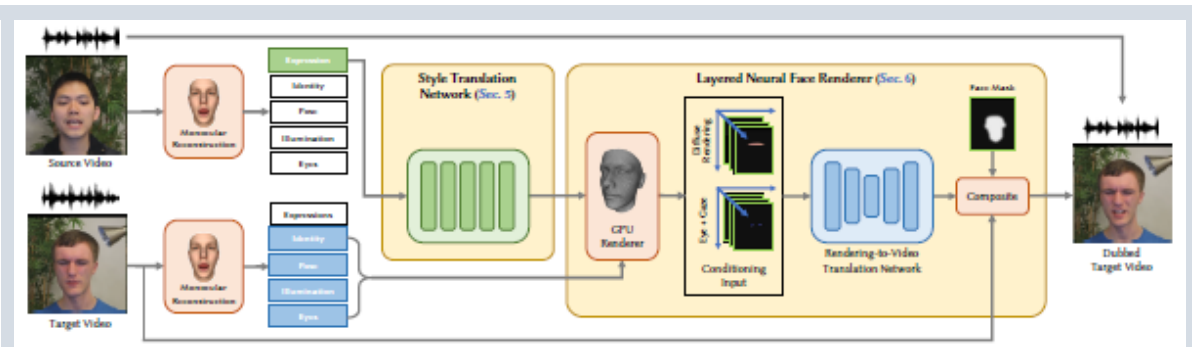 Source Video
Monocular
Reconstruction
Expression
Identity
Pose
Illumination
Eyes
Target Video
Monocular
Reconstruction
Expressions
Identity
Pose
Illumination
Eyes
Style Translation
Network (Sec. 5)
Layered Neural Face Renderer (Sec. 6)
GPU
Renderer
Diffuse
Rendering
Eye + Gaze
Conditioning
Input
Rendering-to-Video
Translation Network
Face Mask
Composite
Dubbed
Target Video